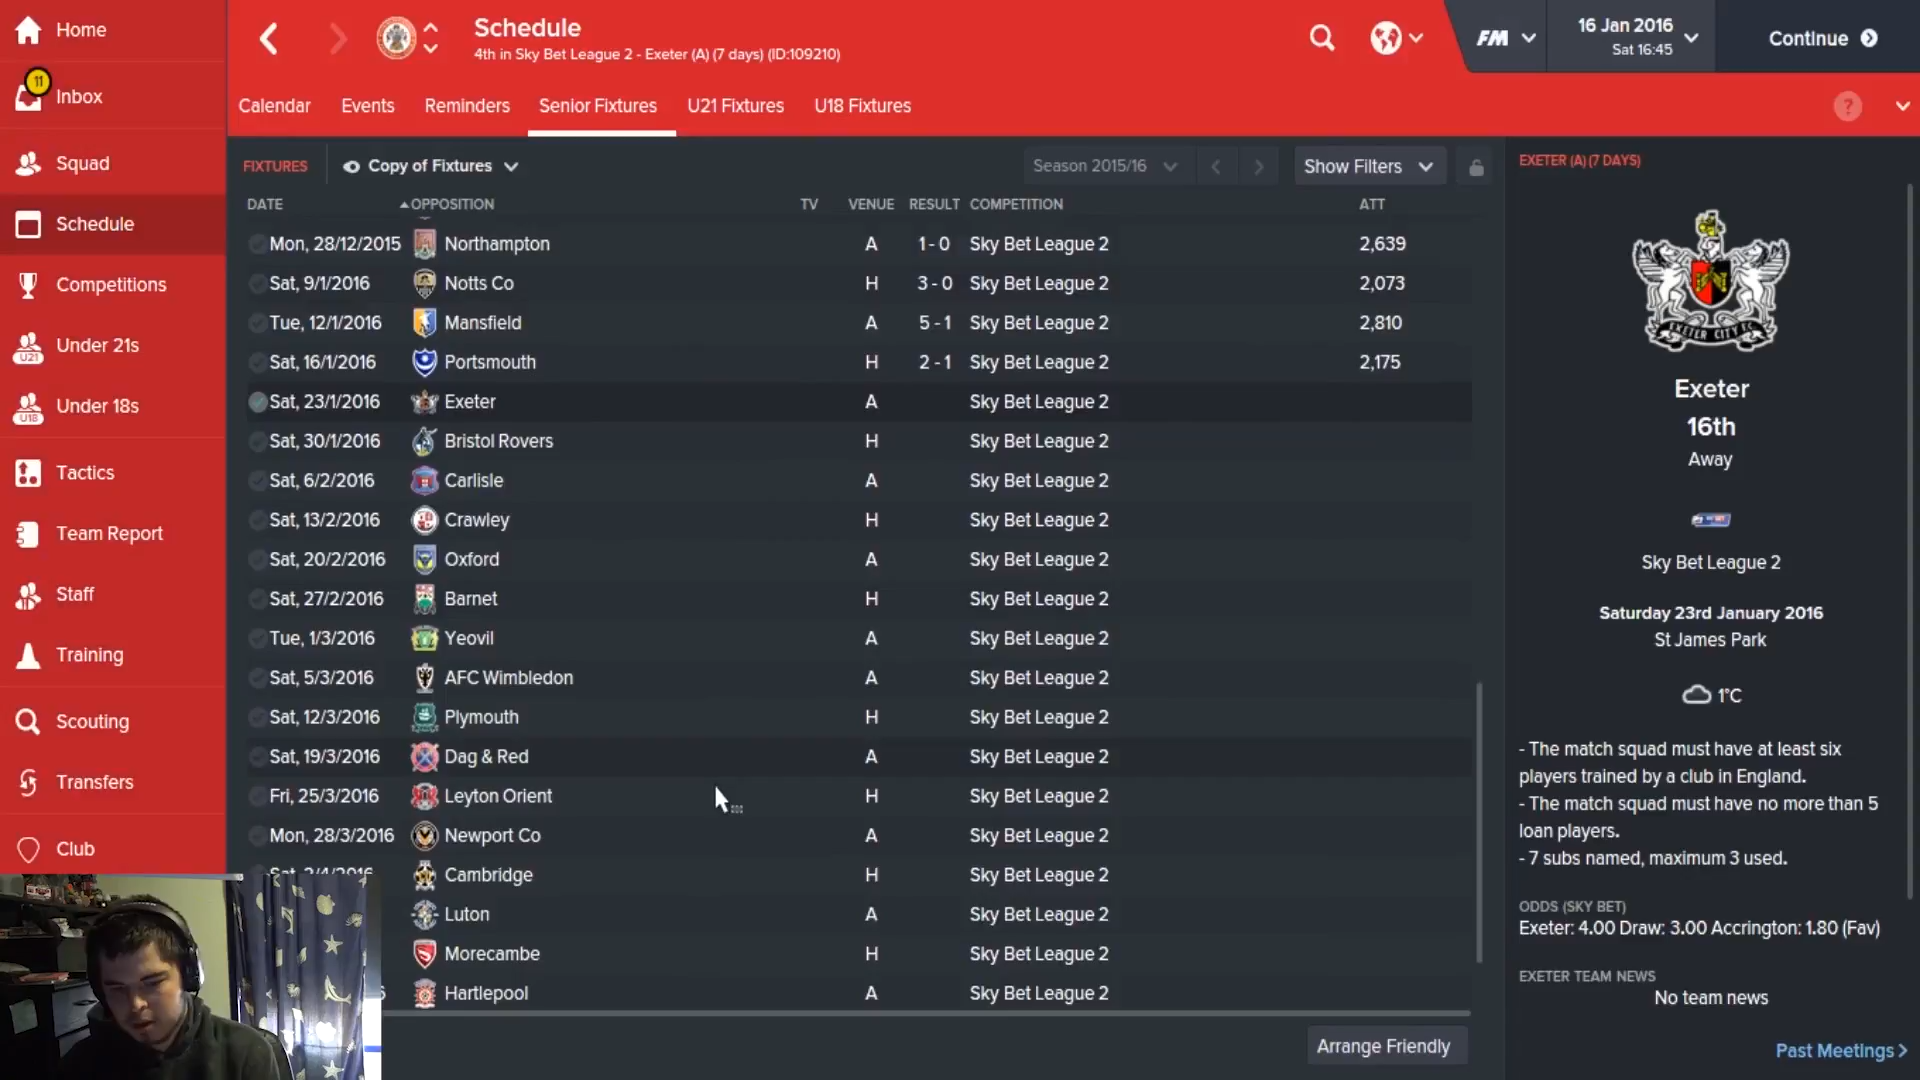 Home
11
Inbox
Squad
Schedule
Competitions
U21
Under 21s
U18
Under 18s
Tactics
Team Report
Staff
Training
Scouting
Transfers
Club
Schedule
4th in Sky Bet League 2 - Exeter (A) (7 days) (ID:109210)
FM
16 Jan 2016
Sat 16:45
Continue
Calendar Events Reminders Senior Fixtures U21 Fixtures U18 Fixtures
?
FIXTURES Copy of Fixtures Season 2015/16 Show Filters
DATE OPPOSITION TV VENUE RESULT COMPETITION ATT
Mon, 28/12/2015 Northampton A 1 - 0 Sky Bet League 2 2,639
Sat, 9/1/2016 Notts Co H 3 - 0 Sky Bet League 2 2,073
Tue, 12/1/2016 Mansfield A 5 - 1 Sky Bet League 2 2,810
Sat, 16/1/2016 Portsmouth H 2 - 1 Sky Bet League 2 2,175
Sat, 23/1/2016 Exeter A Sky Bet League 2
Sat, 30/1/2016 Bristol Rovers H Sky Bet League 2
Sat, 6/2/2016 Carlisle A Sky Bet League 2
Sat, 13/2/2016 Crawley H Sky Bet League 2
Sat, 20/2/2016 Oxford A Sky Bet League 2
Sat, 27/2/2016 Barnet H Sky Bet League 2
Tue, 1/3/2016 Yeovil A Sky Bet League 2
Sat, 5/3/2016 AFC Wimbledon A Sky Bet League 2
Sat, 12/3/2016 Plymouth H Sky Bet League 2
Sat, 19/3/2016 Dag & Red A Sky Bet League 2
Fri, 25/3/2016 Leyton Orient H Sky Bet League 2
Mon, 28/3/2016 Newport Co A Sky Bet League 2
Sat, 2/4/2016 Cambridge H Sky Bet League 2
Luton A Sky Bet League 2
Morecambe H Sky Bet League 2
Hartlepool A Sky Bet League 2
Arrange Friendly
EXETER (A) (7 DAYS)
EXETER CITY F.C.
Exeter
16th
Away
Sky Bet League 2
Saturday 23rd January 2016
St James Park
1°C
- The match squad must have at least six
players trained by a club in England.
- The match squad must have no more than 5
loan players.
- 7 subs named, maximum 3 used.
ODDS (SKY BET)
Exeter: 4.00 Draw: 3.00 Accrington: 1.80 (Fav)
EXETER TEAM NEWS
No team news
Past Meetings >